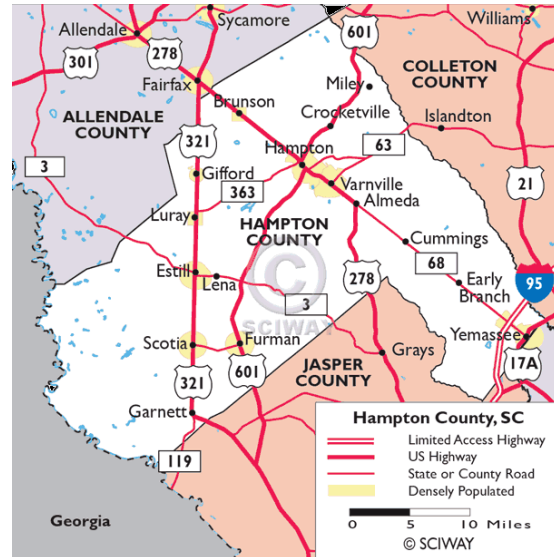 Allendale
Sycamore
Williams
278
601
301
COLLETON
COUNTY
Fairfax
Miley
Brunson
Crocketville
ALLENDALE
COUNTY
Islandton
321
Hampton
63
3
Gifford
363
Varnville
21
Luray
HAMPTON
COUNTY
Almeda
Cummings
68
Estill
Lena
©
278
Early
Branch
95
3
SCIWAY
Yemassee
Scotia
Furman
JASPER
COUNTY
Grays
17A
321
601
Garnett
119
Georgia
Hampton County, SC
Limited Access Highway
US Highway
State or County Road
Densely Populated
0 5 10 Miles
© SCIWAY